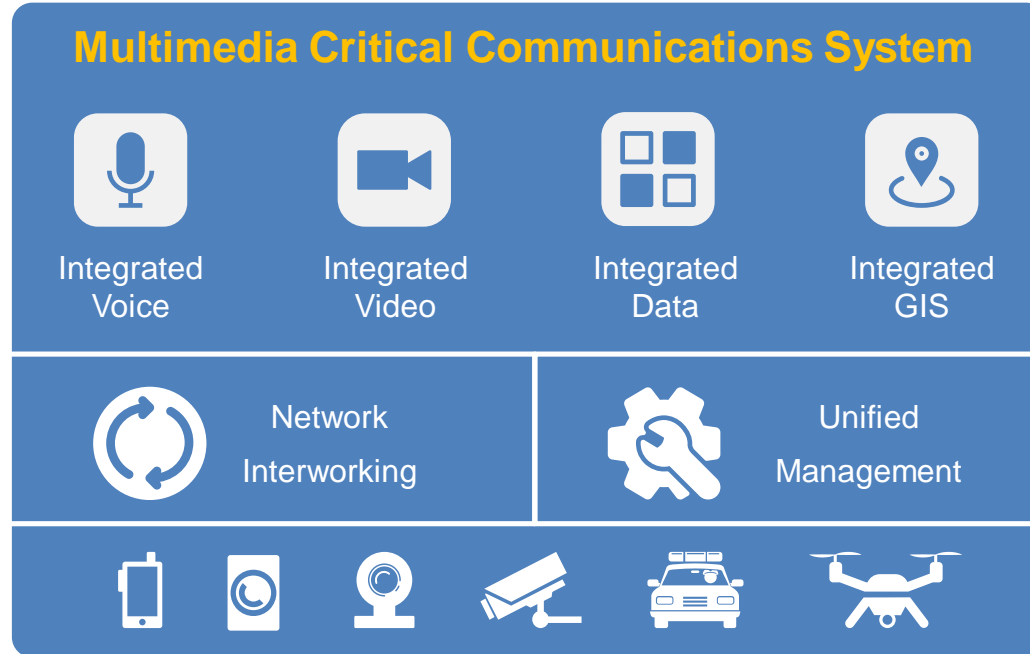 Multimedia Critical Communications System
Integrated
Voice
Integrated
Video
Integrated
Data
Integrated
GIS
Network
Interworking
Unified
Management